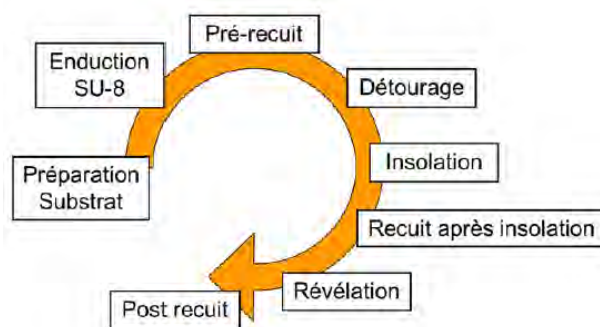 Préparation
Substrat
Enduction
SU-8
Pré-recuit
Détourage
Insolation
Recuit après insolation
Révélation
Post recuit